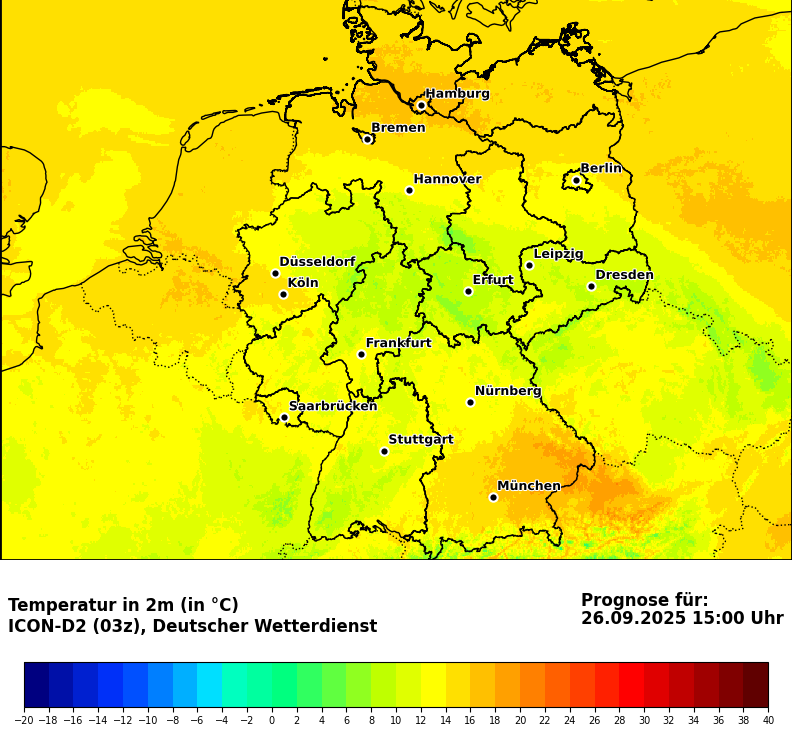 Hamburg
Bremen
Berlin
Hannover
Leipzig
Düsseldorf
Dresden
Köln
Erfurt
Frankfurt
Nürnberg
Saarbrücken
Stuttgart
München
Temperatur in 2m (in °C)
ICON-D2 (03z), Deutscher Wetterdienst
Prognose für:
26.09.2025 15:00 Uhr
−20 −18 −16 −14 −12 −10 −8 −6 −4 −2 0 2 4 6 8 10 12 14 16 18 20 22 24 26 28 30 32 34 36 38 40